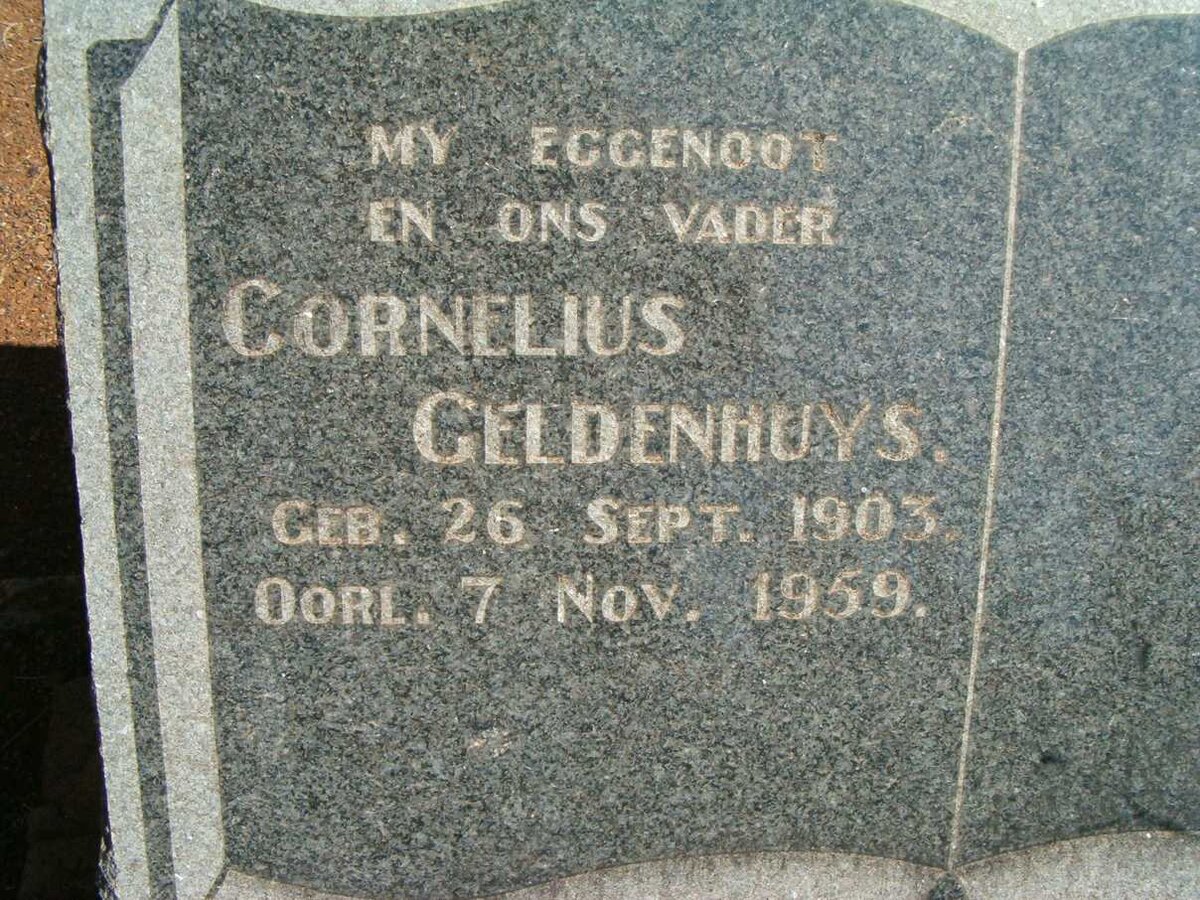 MY EGGENOOT
EN ONS VADER
CORNELIUS
GELDENHUYS.
GEB. 26 SEPT. 1903.
OORL. 7 NOV. 1959.